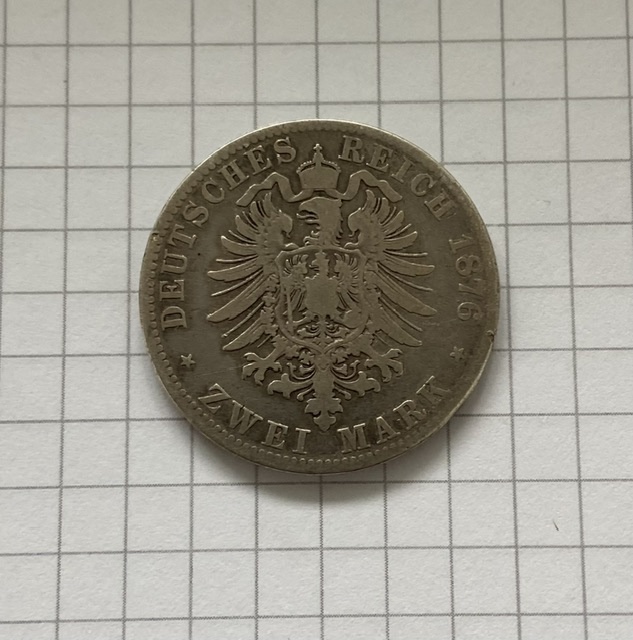 DEUTSCHES REICH 1876
* ZWEI MARK *